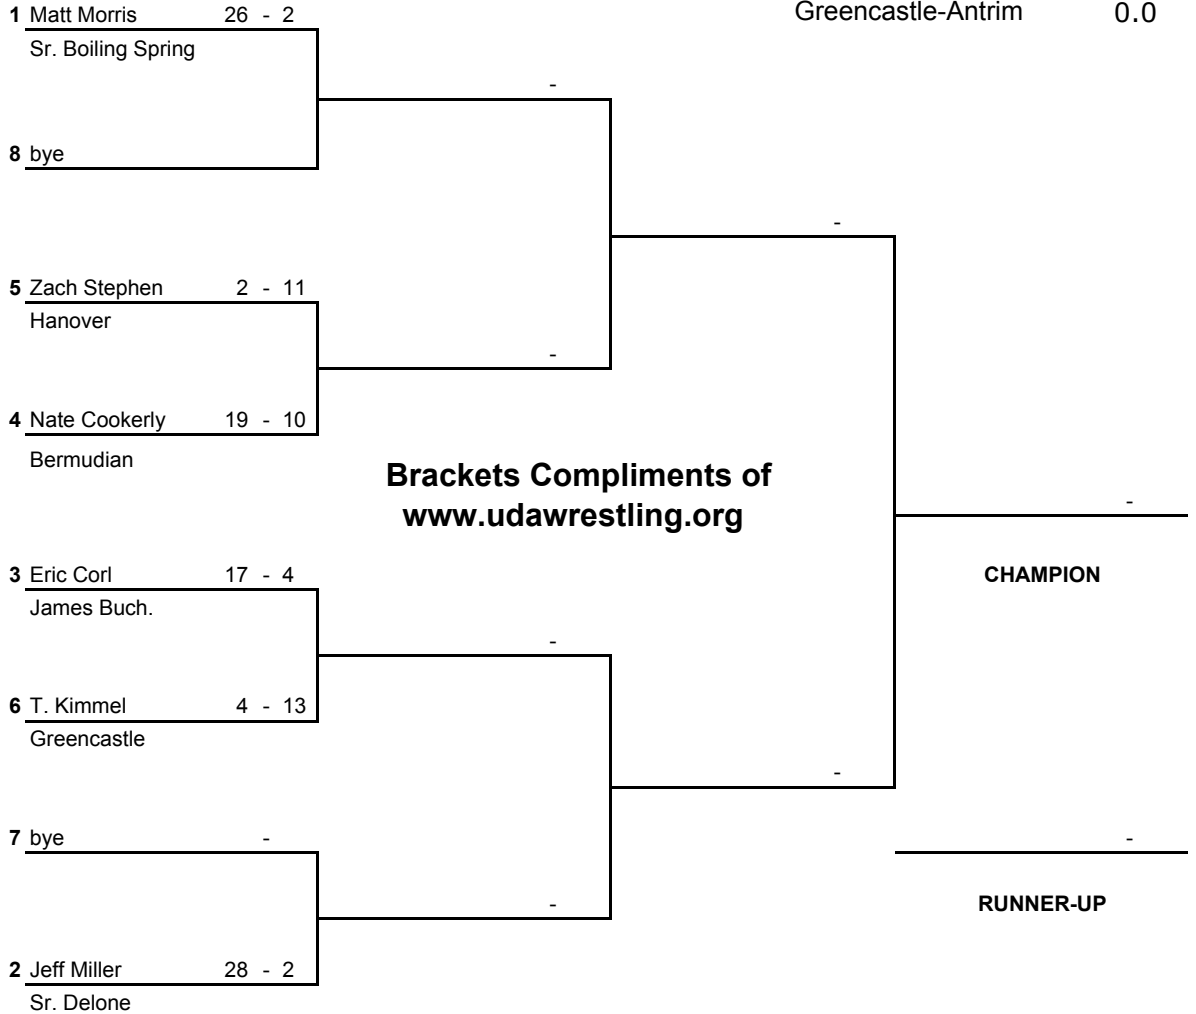 1 Matt Morris 26 - 2
Greencastle-Antrim 0.0
Sr. Boiling Spring
-
8 bye
-
5 Zach Stephen 2 - 11
Hanover
-
4 Nate Cookerly 19 - 10
Bermudian
Brackets Compliments of
www.udawrestling.org
-
3 Eric Corl 17 - 4
CHAMPION
James Buch.
-
6 T. Kimmel 4 - 13
Greencastle
-
7 bye -
-
RUNNER-UP
-
2 Jeff Miller 28 - 2
Sr. Delone